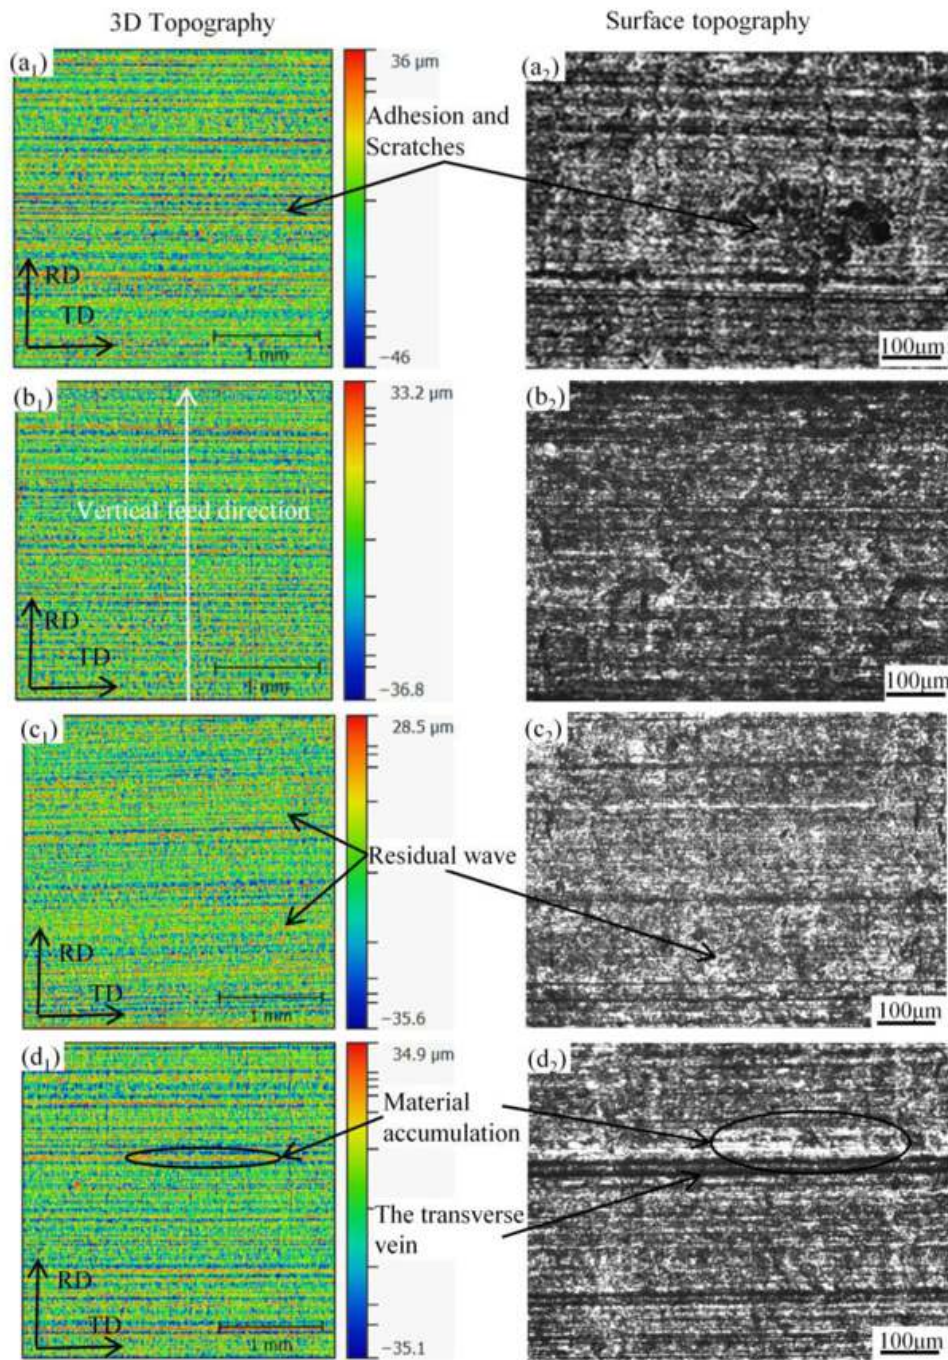 3D Topography
Surface topography
(a1)
36 μm
(a2)
Adhesion and
Scratches
RD
TD
1 mm
−46
100μm
(b1)
33.2 μm
(b2)
Vertical feed direction
RD
TD
1 mm
−36.8
100μm
(c1)
28.5 μm
(c2)
Residual wave
RD
TD
1 mm
−35.6
100μm
(d1)
34.9 μm
(d2)
Material
accumulation
The transverse
vein
RD
TD
1 mm
−35.1
100μm